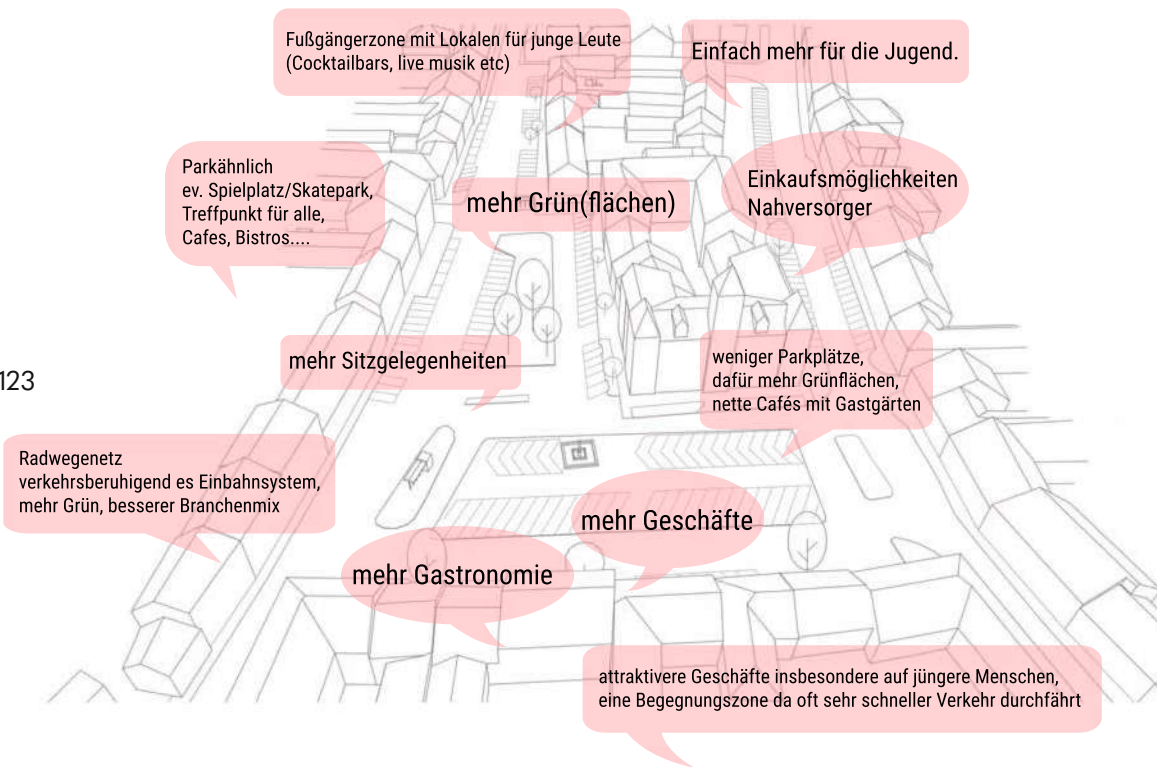 Fußgängerzone mit Lokalen für junge Leute
(Cocktailbars, live musik etc)
Einfach mehr für die Jugend.
Parkähnlich
ev. Spielplatz/Skatepark,
Treffpunkt für alle,
Cafes, Bistros....
mehr Grün(flächen)
Einkaufsmöglichkeiten
Nahversorger
mehr Sitzgelegenheiten
weniger Parkplätze,
dafür mehr Grünflächen,
nette Cafés mit Gastgärten
123
Radwegenetz
verkehrsberuhigend es Einbahnsystem,
mehr Grün, besserer Branchenmix
mehr Geschäfte
mehr Gastronomie
attraktivere Geschäfte insbesondere auf jüngere Menschen,
eine Begegnungszone da oft sehr schneller Verkehr durchfährt